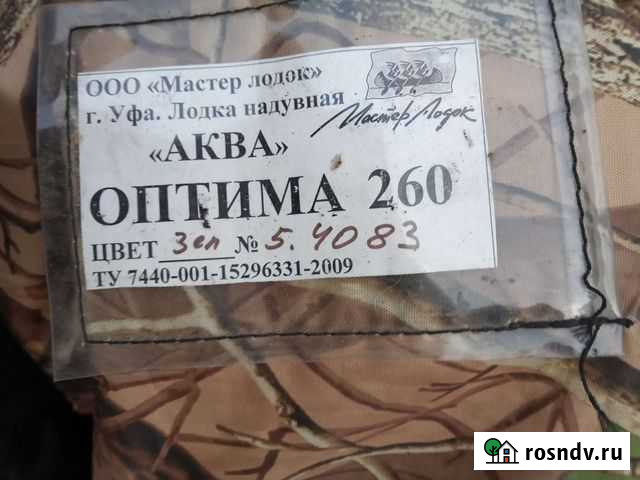 ООО «Мастер лодок»
г. Уфа. Лодка надувная
Мастер Лодок
«АКВА»
ОПТИМА 260
ЦВЕТ Зел № 5.4083
ТУ 7440-001-15296331-2009
rosndv.ru